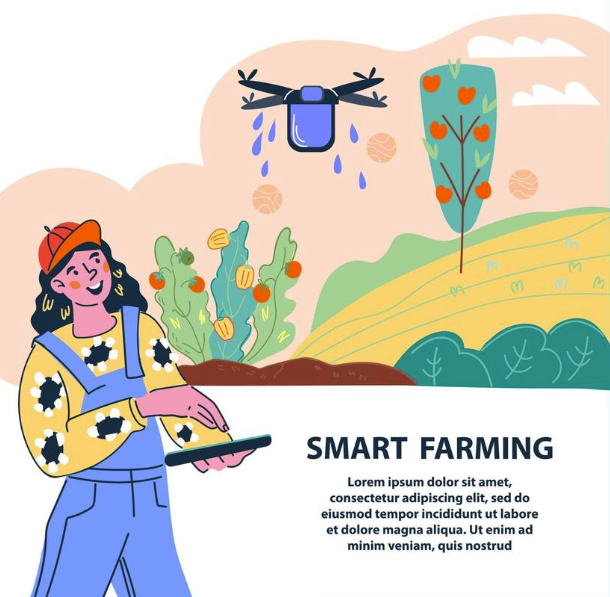 SMART FARMING
Lorem ipsum dolor sit amet,
consectetur adipiscing elit, sed do
eiusmod tempor incididunt ut labore
et dolore magna aliqua. Ut enim ad
minim veniam, quis nostrud